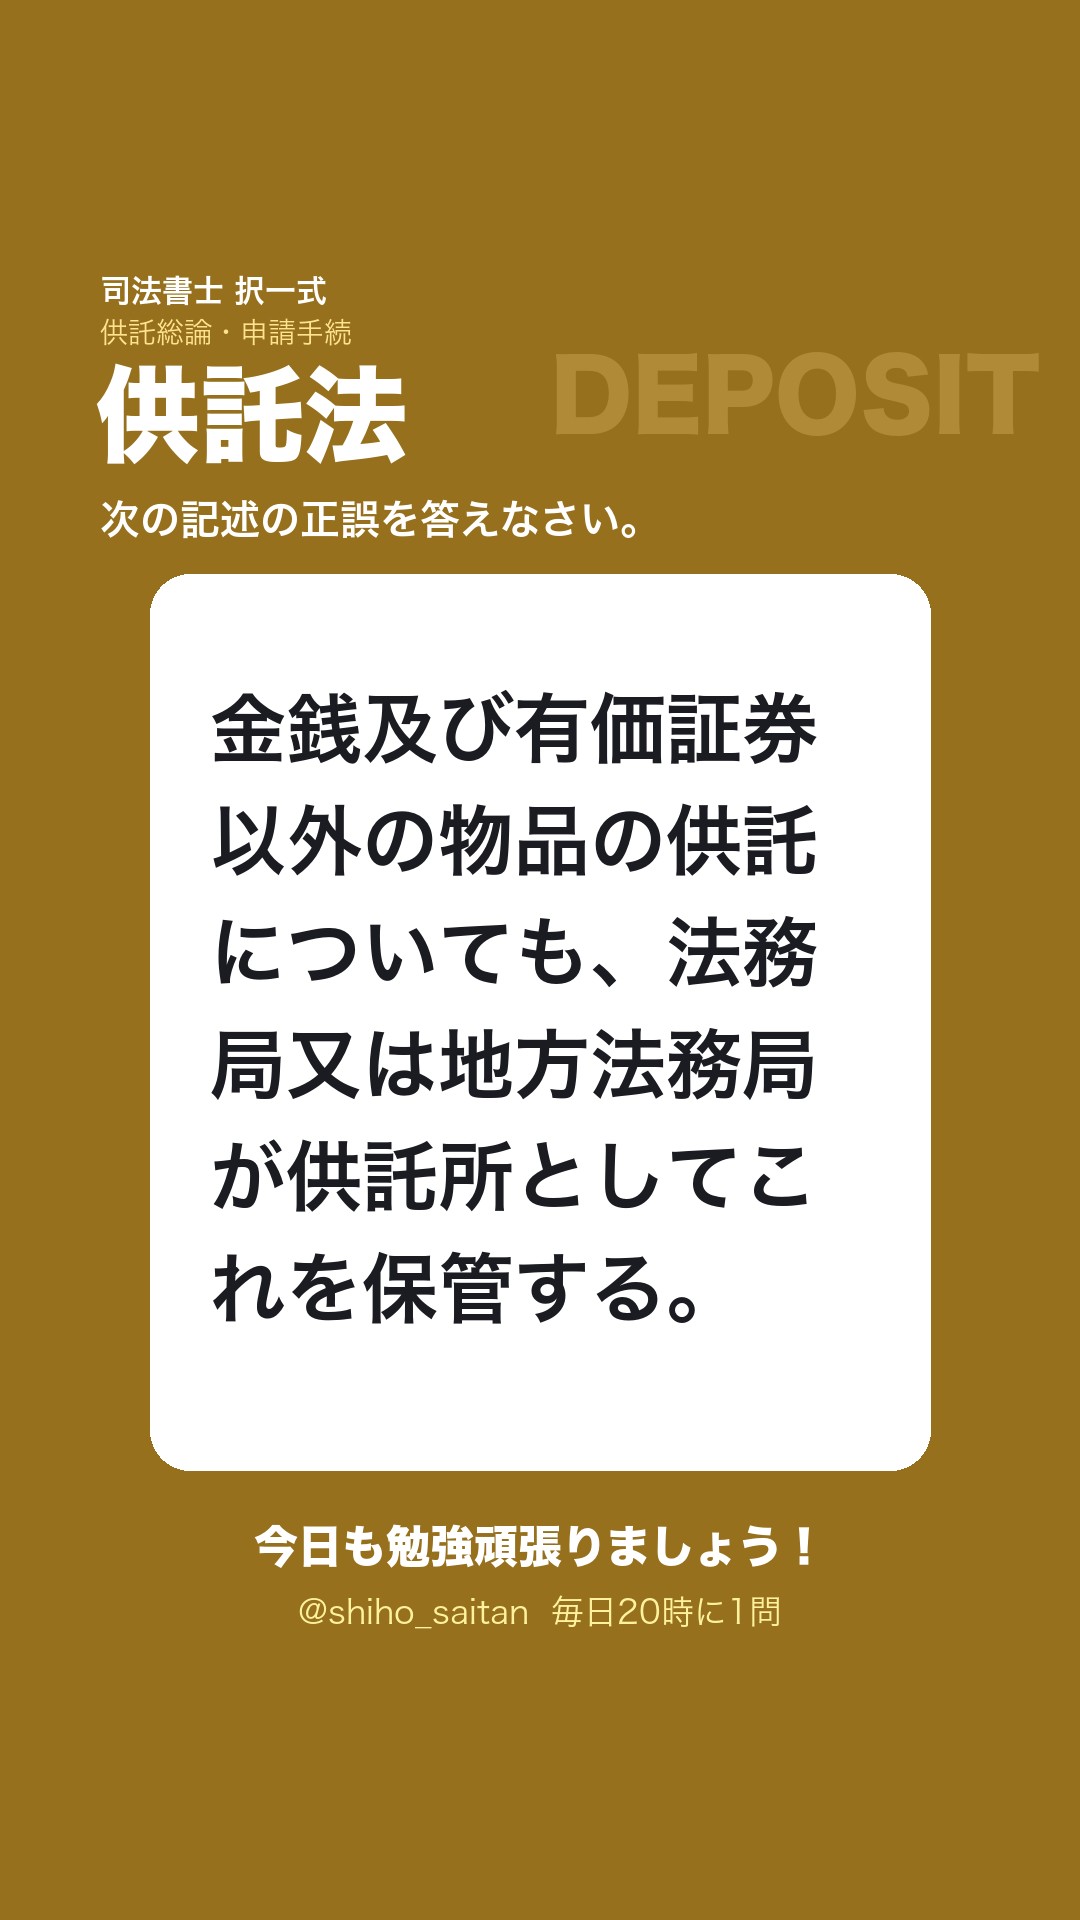 司法書士 択一式
供託総論・申請手続
供託法
DEPOSIT
次の記述の正誤を答えなさい。
金銭及び有価証券
以外の物品の供託
についても、法務
局又は地方法務局
が供託所としてこ
れを保管する。
今日も勉強頑張りましょう！
@shiho_saitan 毎日20時に1問